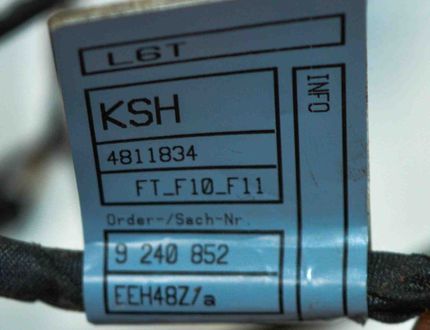 L6T
INFO
KSH
4811834
FT_F10_F11
Order-/Sach-Nr.
9 240 852
EEH48Z/a